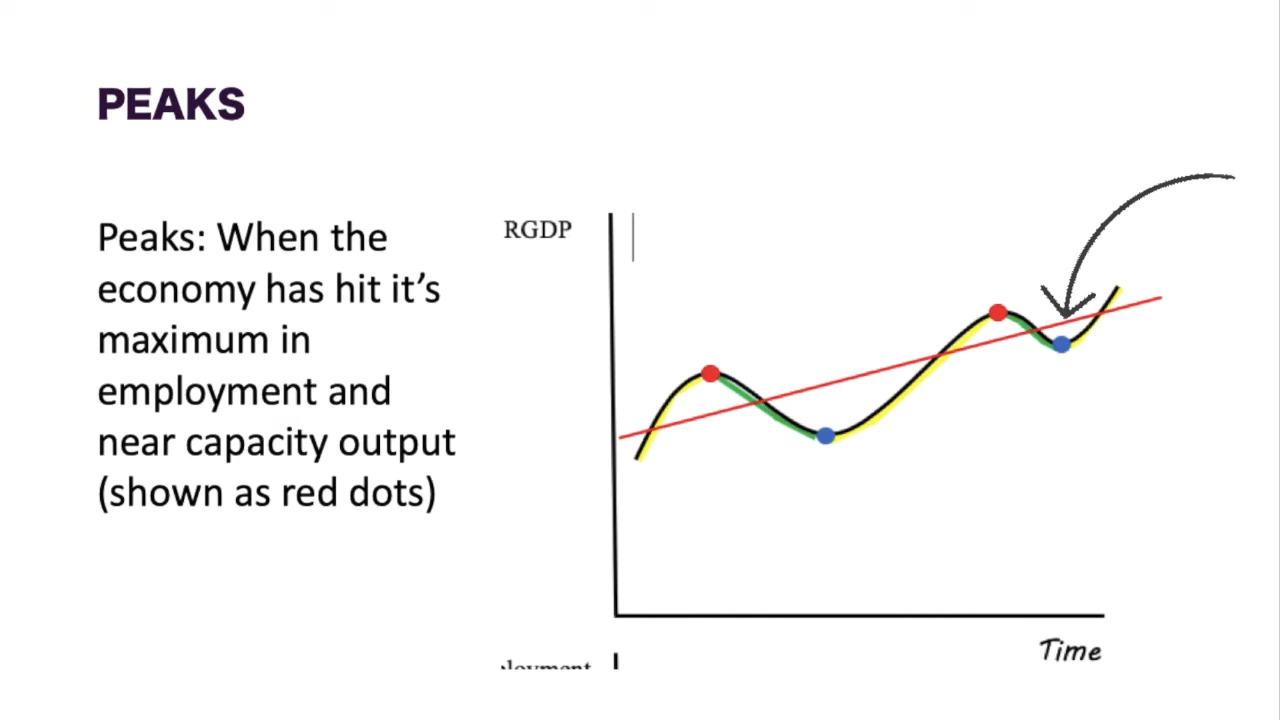 PEAKS
Peaks: When the
economy has hit it’s
maximum in
employment and
near capacity output
(shown as red dots)
RGDP
Time